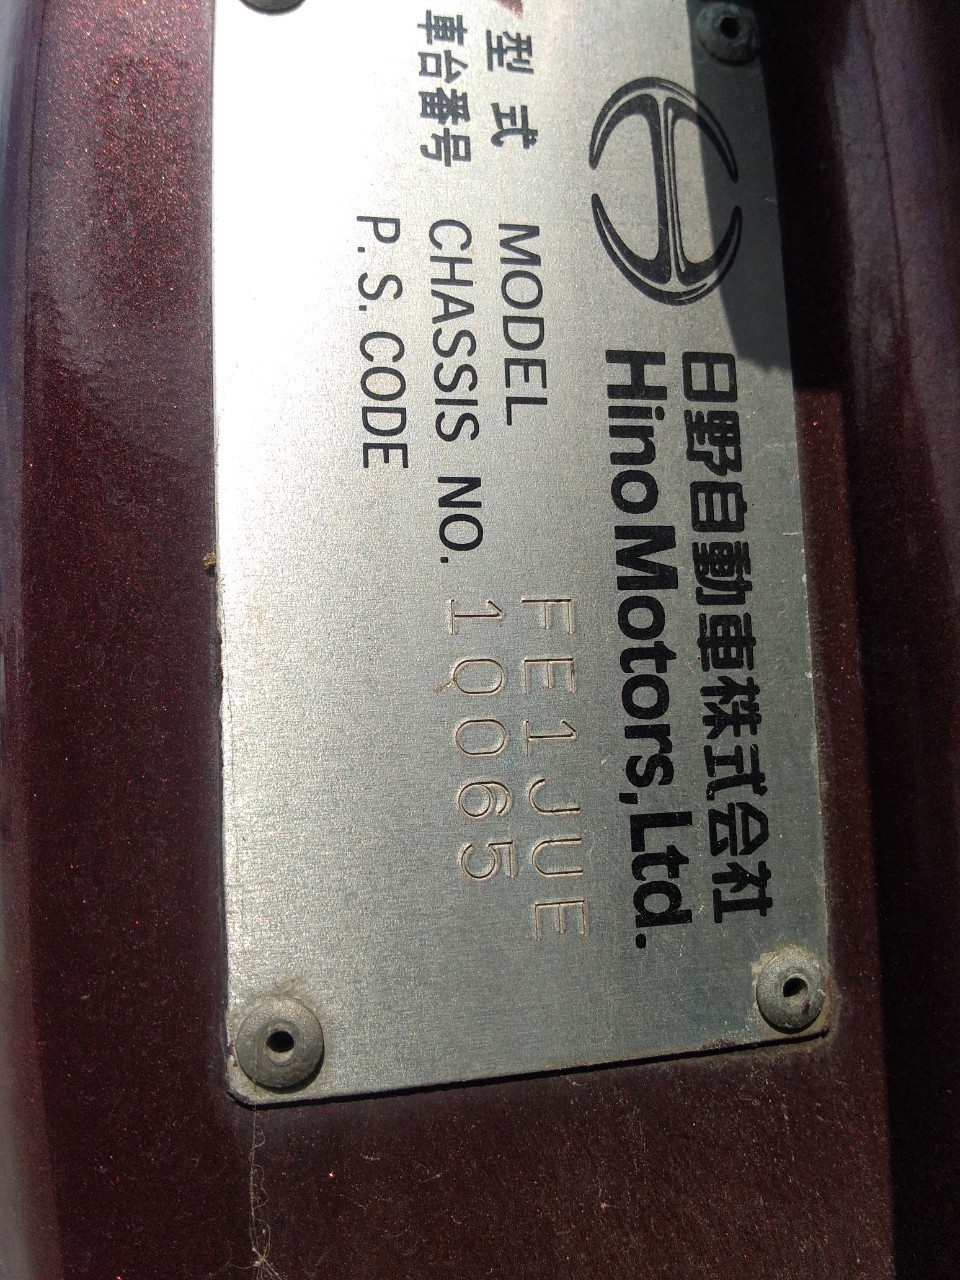 日野自動車株式会社
Hino Motors, Ltd.
型式 MODEL FE1JUE
車台番号 CHASSIS NO. 1Q065
P.S. CODE